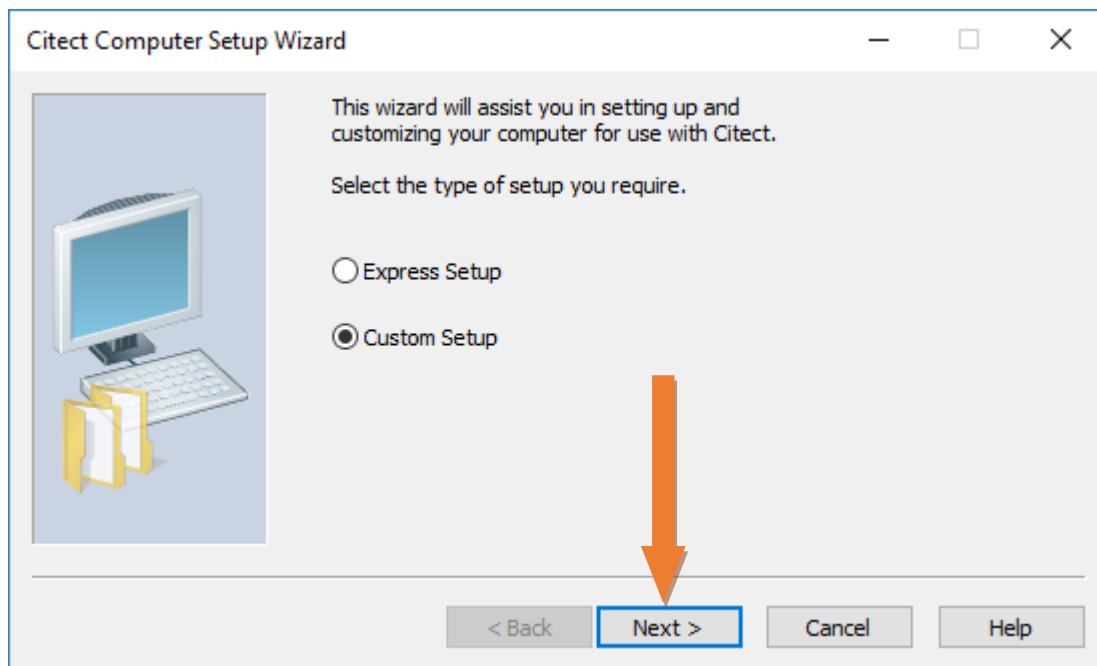 Citect Computer Setup Wizard
This wizard will assist you in setting up and
customizing your computer for use with Citect.
Select the type of setup you require.
Express Setup
Custom Setup
< Back Next > Cancel Help